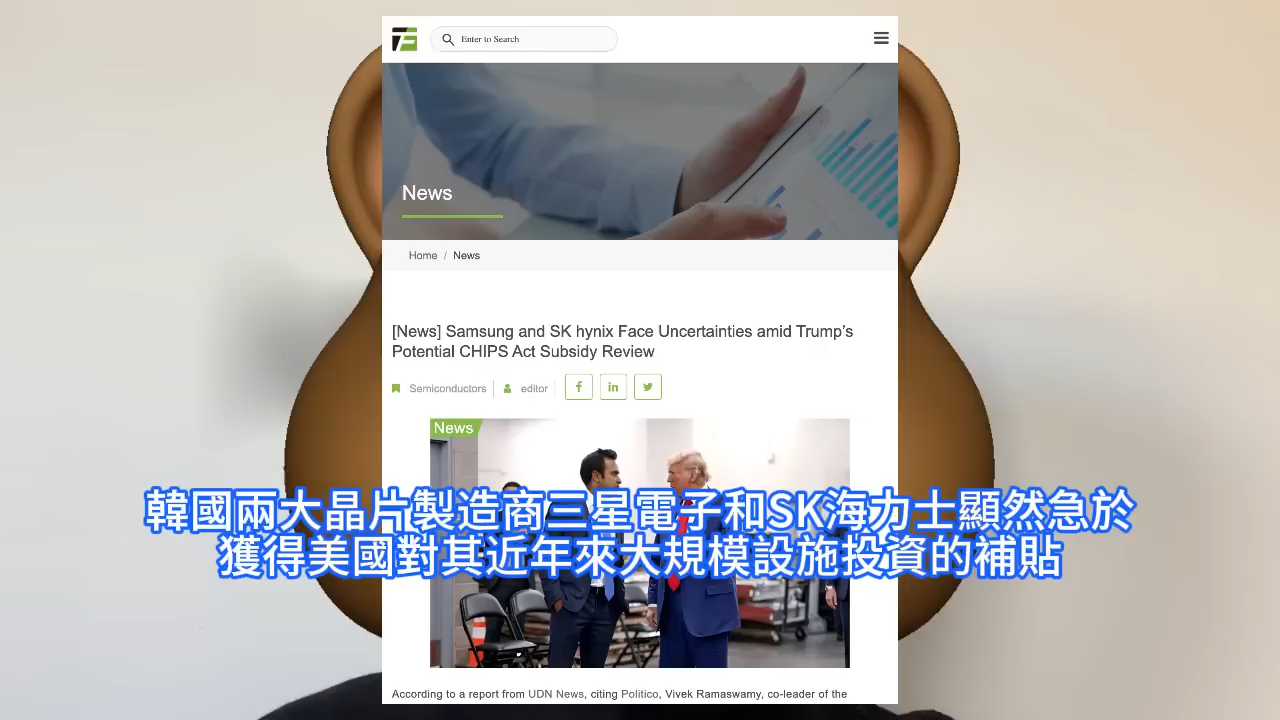 Enter to Search
News
Home / News
[News] Samsung and SK hynix Face Uncertainties amid Trump’s
Potential CHIPS Act Subsidy Review
Semiconductors
editor
News
韓國兩大晶片製造商三星電子和SK海力士顯然急於
獲得美國對其近年來大規模設施投資的補貼
According to a report from UDN News, citing Politico, Vivek Ramaswamy, co-leader of the